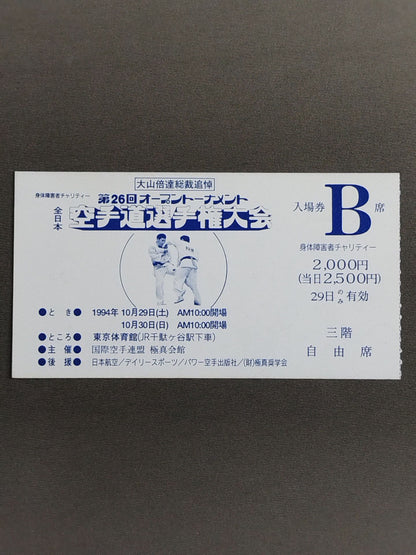 大山倍達総裁追悼
身体障害者チャリティー
第26回オープントーナメント
全日本
空手道選手権大会
●と き● 1994年 10月29日(土) AM10:00開場
10月30日(日) AM10:00開場
●ところ● 東京体育館(JR千駄ヶ谷駅下車)
●主 催● 国際空手連盟 極真会館
●後 援● 日本航空/デイリースポーツ/パワー空手出版社/(財)極真奨学会
入場券 B 席
身体障害者チャリティー
2,000円
(当日2,500円)
29日のみ有効
三階
自由席